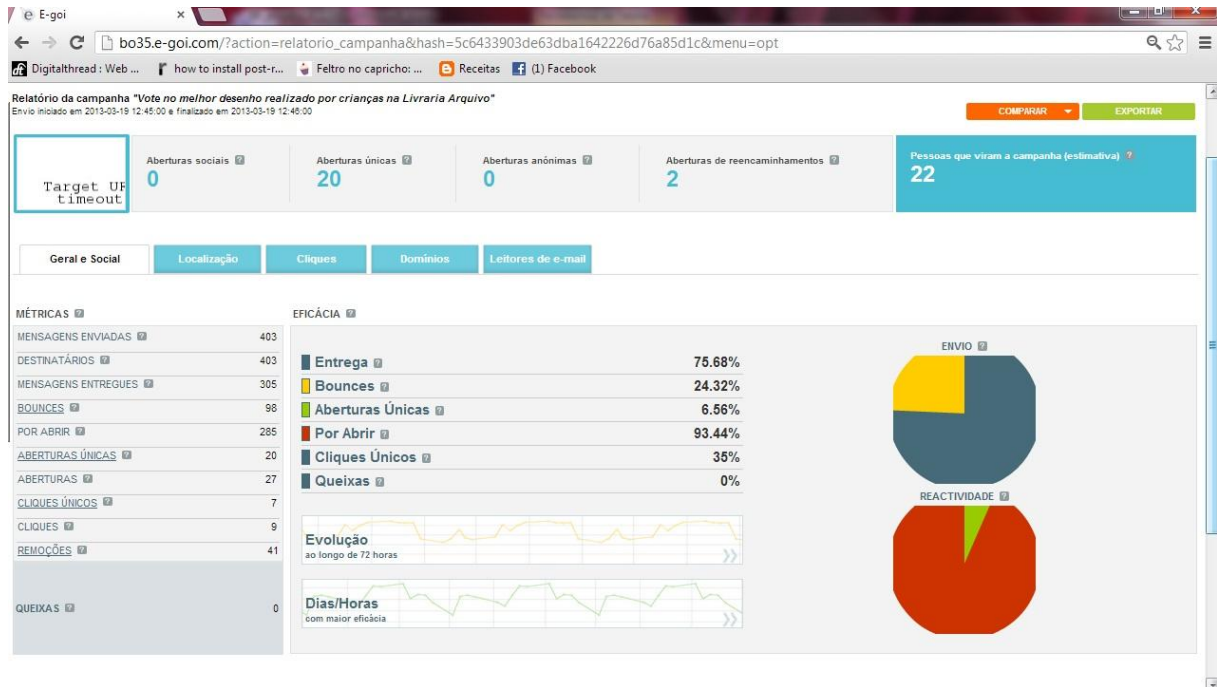 E-goi
bo35.e-goi.com/?action=relatorio_campanha&hash=5c6433903de63dba1642226d76a85d1c&menu=opt
Digitalthread : Web ... how to install post-r... Feltro no capricho: ... Receitas (1) Facebook
Relatório da campanha "Vote no melhor desenho realizado por crianças na Livraria Arquivo"
Envio iniciado em 2013-03-19 12:45:00 e finalizado em 2013-03-19 12:46:00
COMPARAR EXPORTAR
Target UR
timeout
Aberturas sociais
0
Aberturas únicas
20
Aberturas anónimas
0
Aberturas de reencaminhamentos
2
Pessoas que viram a campanha (estimativa)
22
Geral e Social Localização Cliques Domínios Leitores de e-mail
MÉTRICAS
MENSAGENS ENVIADAS 403
DESTINATÁRIOS 403
MENSAGENS ENTREGUES 305
BOUNCES 98
POR ABRIR 285
ABERTURAS ÚNICAS 20
ABERTURAS 27
CLIQUES ÚNICOS 7
CLIQUES 9
REMOÇÕES 41
QUEIXAS 0
EFICÁCIA
Entrega 75.68%
Bounces 24.32%
Aberturas Únicas 6.56%
Por Abrir 93.44%
Cliques Únicos 35%
Queixas 0%
Evolução
ao longo de 72 horas
Dias/Horas
com maior eficácia
ENVIO
REACTIVIDADE